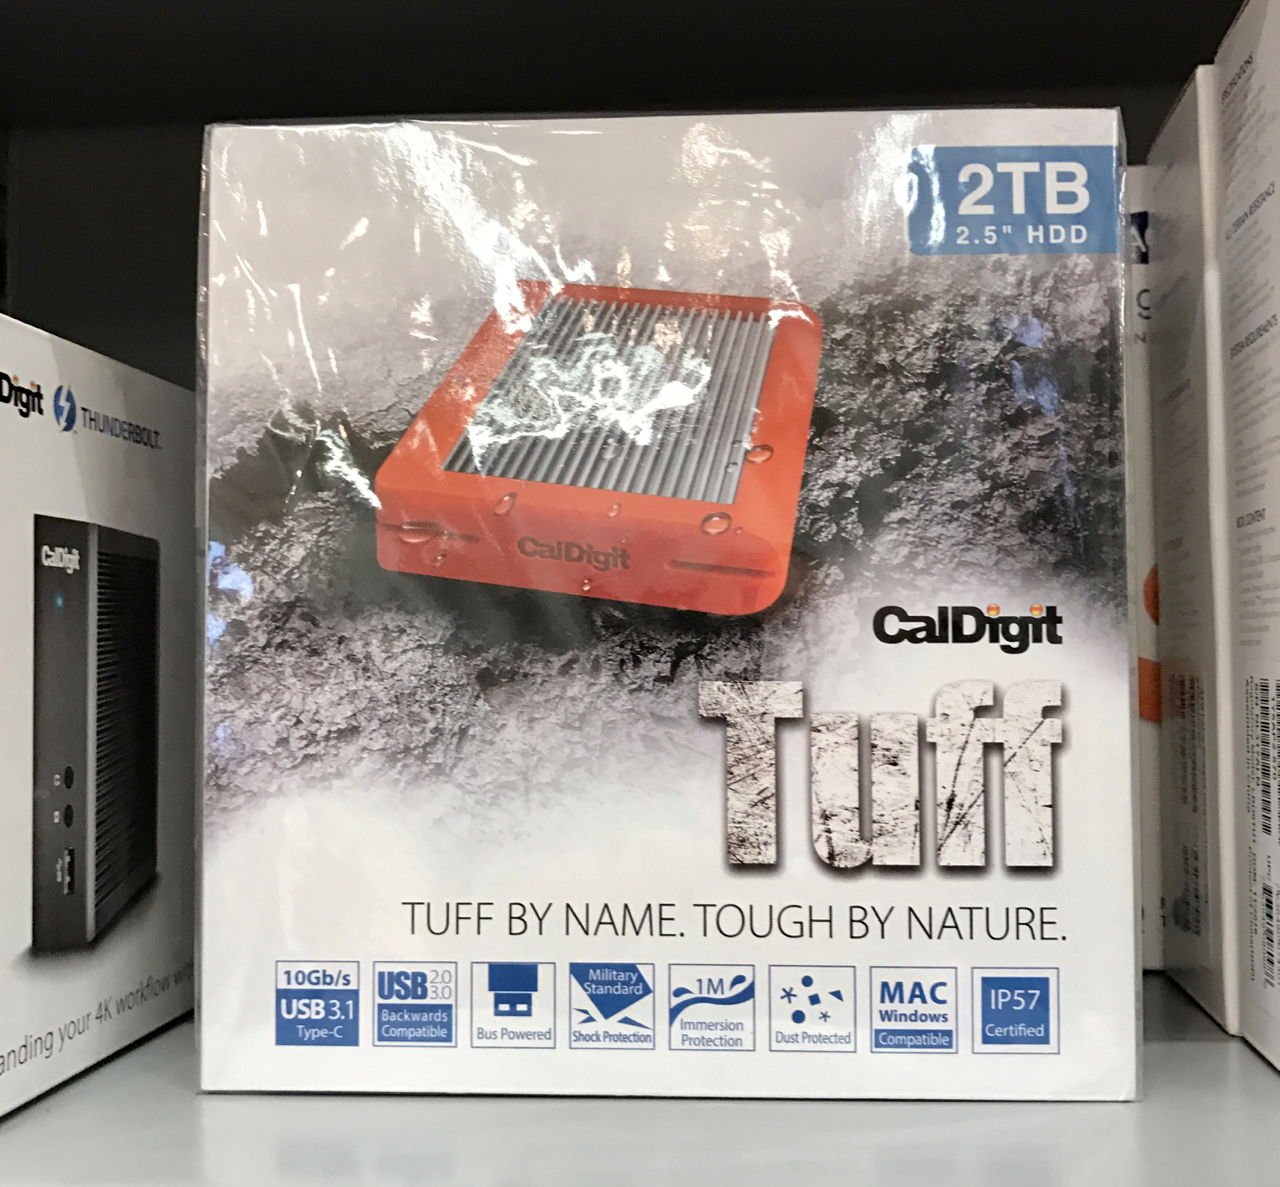 2TB
2.5" HDD
CalDigit
CalDigit
Tuff
TUFF BY NAME. TOUGH BY NATURE.
10Gb/s
USB 3.1
Type-C
USB 2.0
3.0
Backwards
Compatible
Bus Powered
Military
Standard
Shock Protection
1M
Immersion
Protection
Dust Protected
MAC
Windows
Compatible
IP57
Certified
Digit THUNDERBOLT
CalDigit
anding your 4K workflow
BOX CONTENT